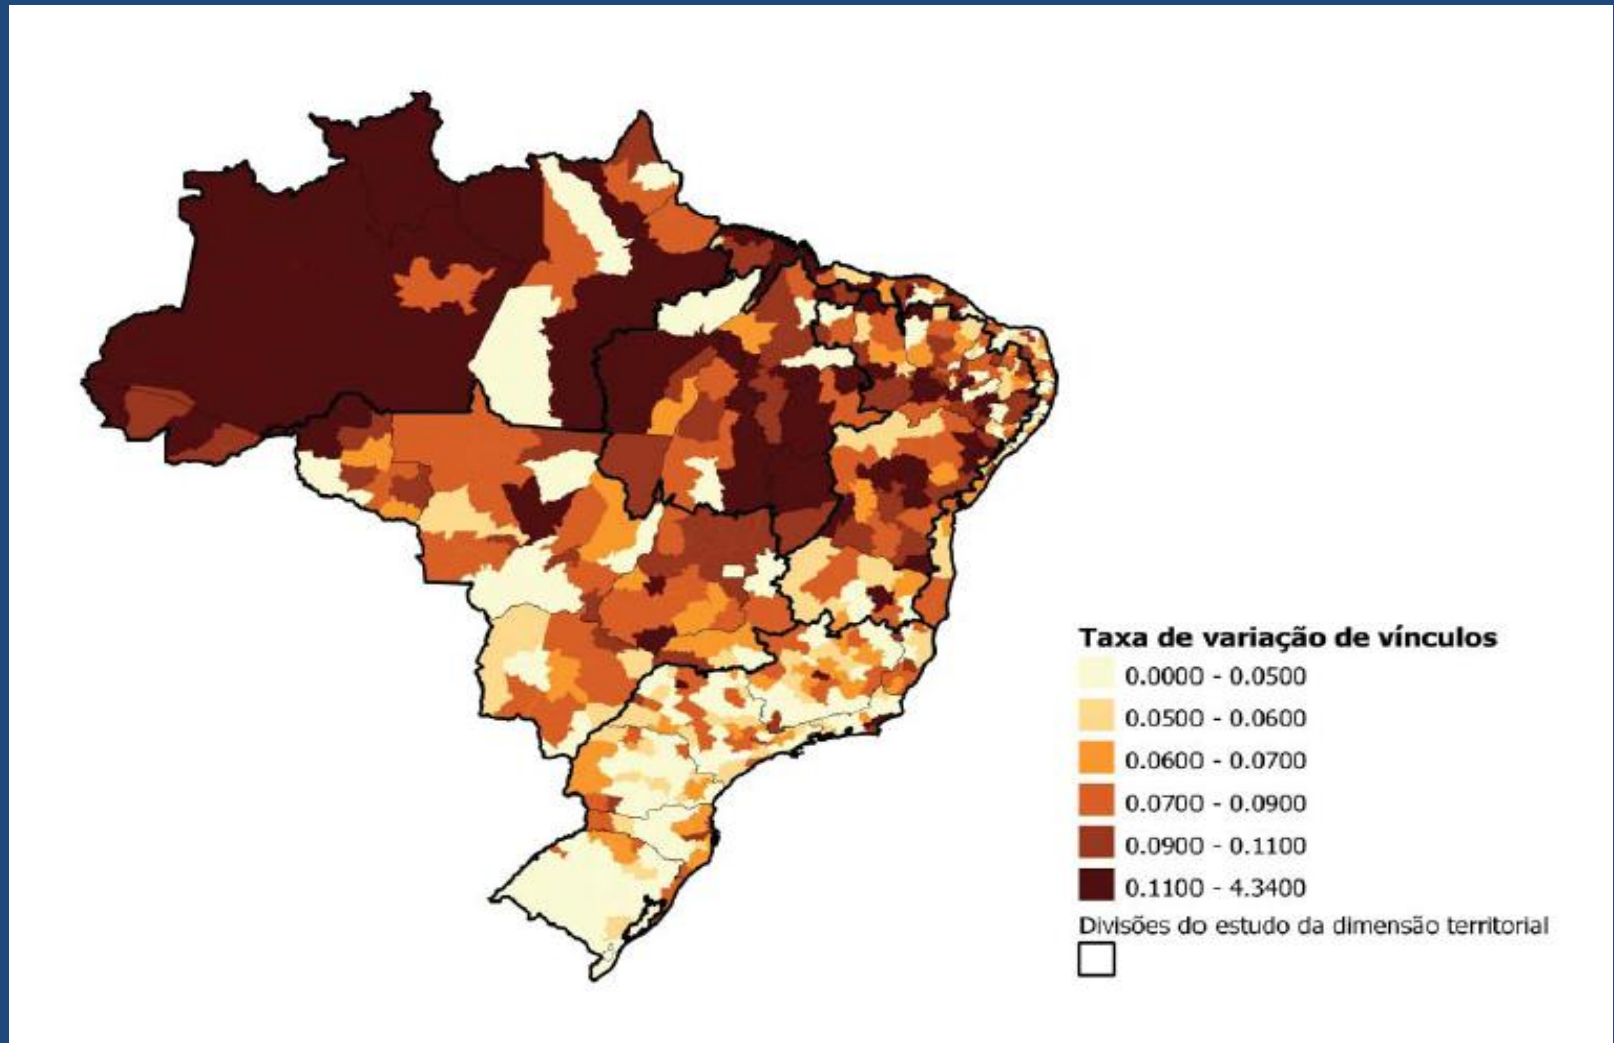 Taxa de variação de vínculos
0.0000 - 0.0500
0.0500 - 0.0600
0.0600 - 0.0700
0.0700 - 0.0900
0.0900 - 0.1100
0.1100 - 4.3400
Divisões do estudo da dimensão territorial